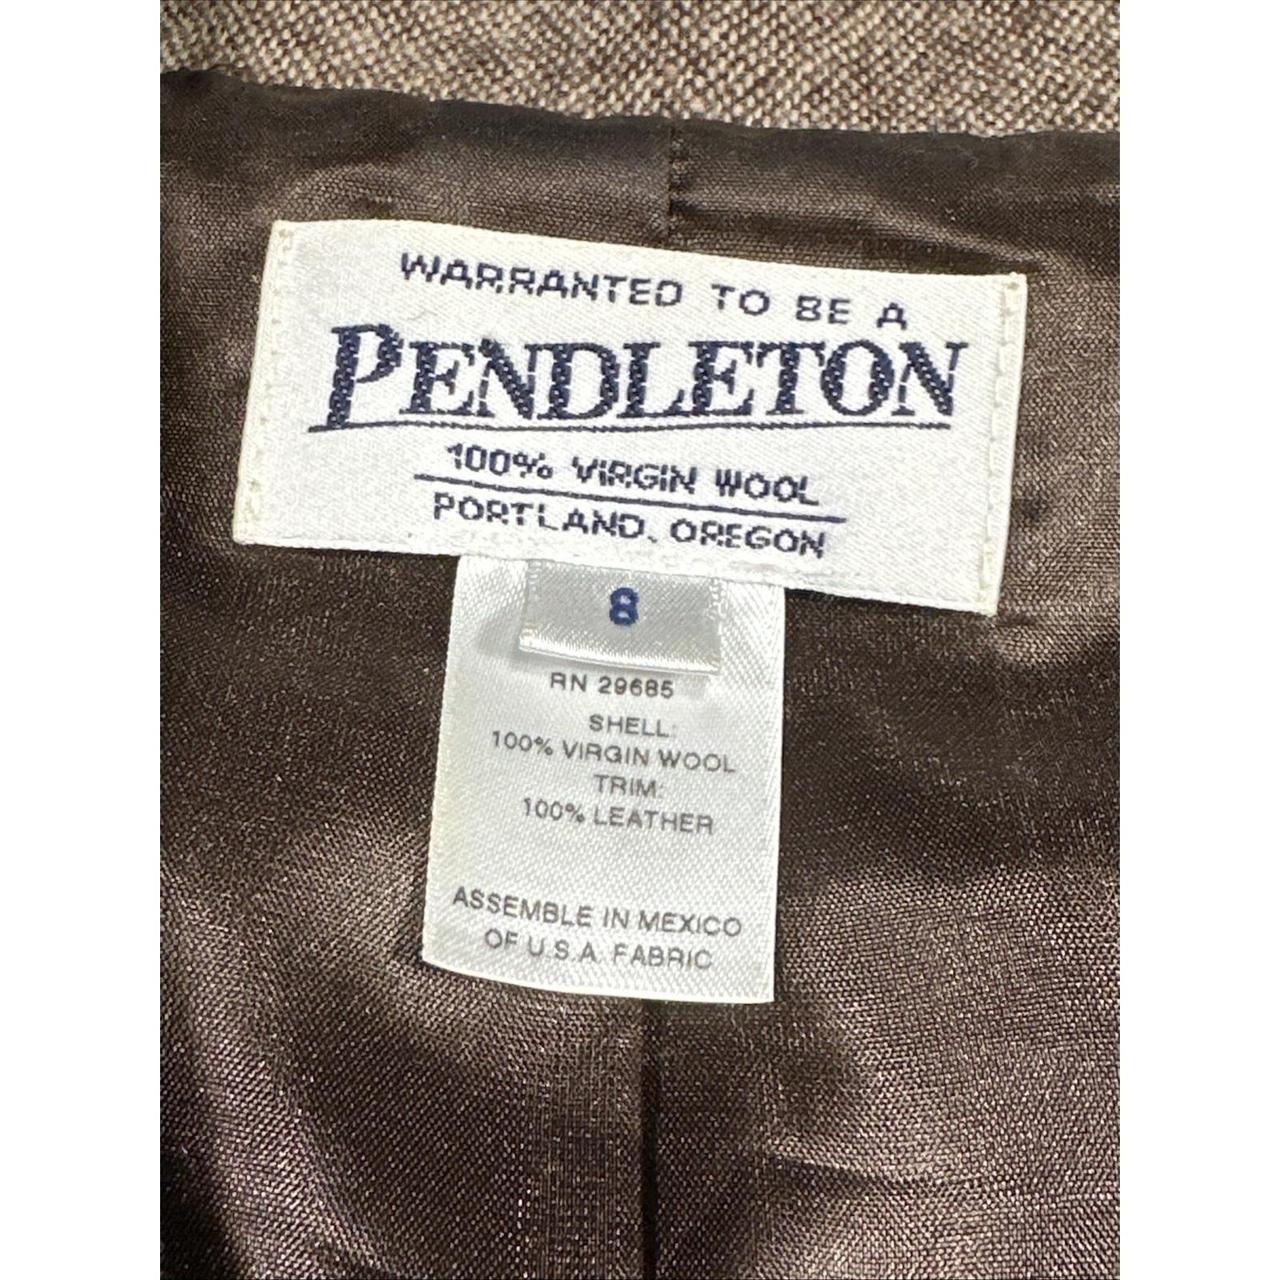 WARRANTED TO BE A
PENDLETON
100% VIRGIN WOOL
PORTLAND, OREGON
8
RN 29685
SHELL:
100% VIRGIN WOOL
TRIM:
100% LEATHER
ASSEMBLE IN MEXICO
OF U.S.A. FABRIC